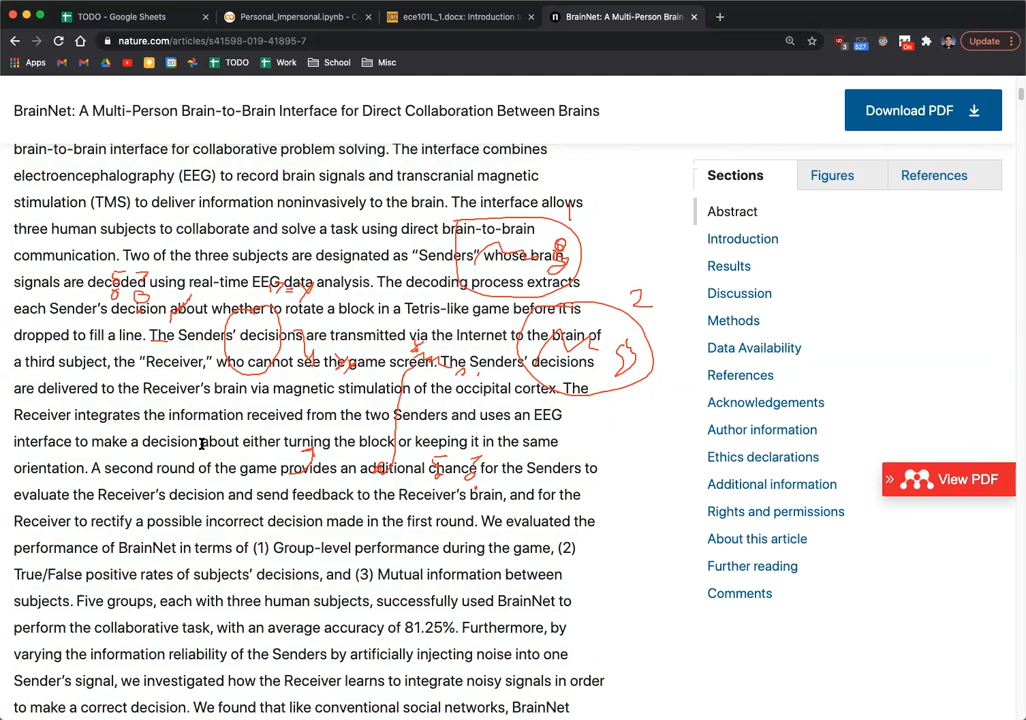 TODO - Google Sheets
Personal_Impersonal.ipynb - C
ece101L_1.docx: Introduction t
BrainNet: A Multi-Person Brain
nature.com/articles/s41598-019-41895-7
3
527
On
Update
Apps
20
TODO
Work
School
Misc
BrainNet: A Multi-Person Brain-to-Brain Interface for Direct Collaboration Between Brains
Download PDF
brain-to-brain interface for collaborative problem solving. The interface combines
electroencephalography (EEG) to record brain signals and transcranial magnetic
stimulation (TMS) to deliver information noninvasively to the brain. The interface allows
three human subjects to collaborate and solve a task using direct brain-to-brain
communication. Two of the three subjects are designated as “Senders” whose brain
signals are decoded using real-time EEG data analysis. The decoding process extracts
each Sender’s decision about whether to rotate a block in a Tetris-like game before it is
dropped to fill a line. The Senders’ decisions are transmitted via the Internet to the brain of
a third subject, the “Receiver,” who cannot see the game screen. The Senders’ decisions
are delivered to the Receiver’s brain via magnetic stimulation of the occipital cortex. The
Receiver integrates the information received from the two Senders and uses an EEG
interface to make a decision about either turning the block or keeping it in the same
orientation. A second round of the game provides an additional chance for the Senders to
evaluate the Receiver’s decision and send feedback to the Receiver’s brain, and for the
Receiver to rectify a possible incorrect decision made in the first round. We evaluated the
performance of BrainNet in terms of (1) Group-level performance during the game, (2)
True/False positive rates of subjects’ decisions, and (3) Mutual information between
subjects. Five groups, each with three human subjects, successfully used BrainNet to
perform the collaborative task, with an average accuracy of 81.25%. Furthermore, by
varying the information reliability of the Senders by artificially injecting noise into one
Sender’s signal, we investigated how the Receiver learns to integrate noisy signals in order
to make a correct decision. We found that like conventional social networks, BrainNet
1
2
Sections
Figures
References
Abstract
Introduction
Results
Discussion
Methods
Data Availability
References
Acknowledgements
Author information
Ethics declarations
Additional information
Rights and permissions
About this article
Further reading
Comments
View PDF